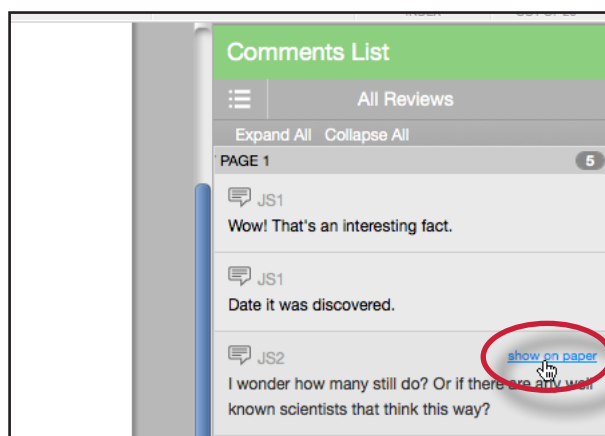 Comments List
All Reviews
Expand All Collapse All
PAGE 1 5
JS1
Wow! That's an interesting fact.
JS1
Date it was discovered.
JS2 show on paper
I wonder how many still do? Or if there are any well
known scientists that think this way?